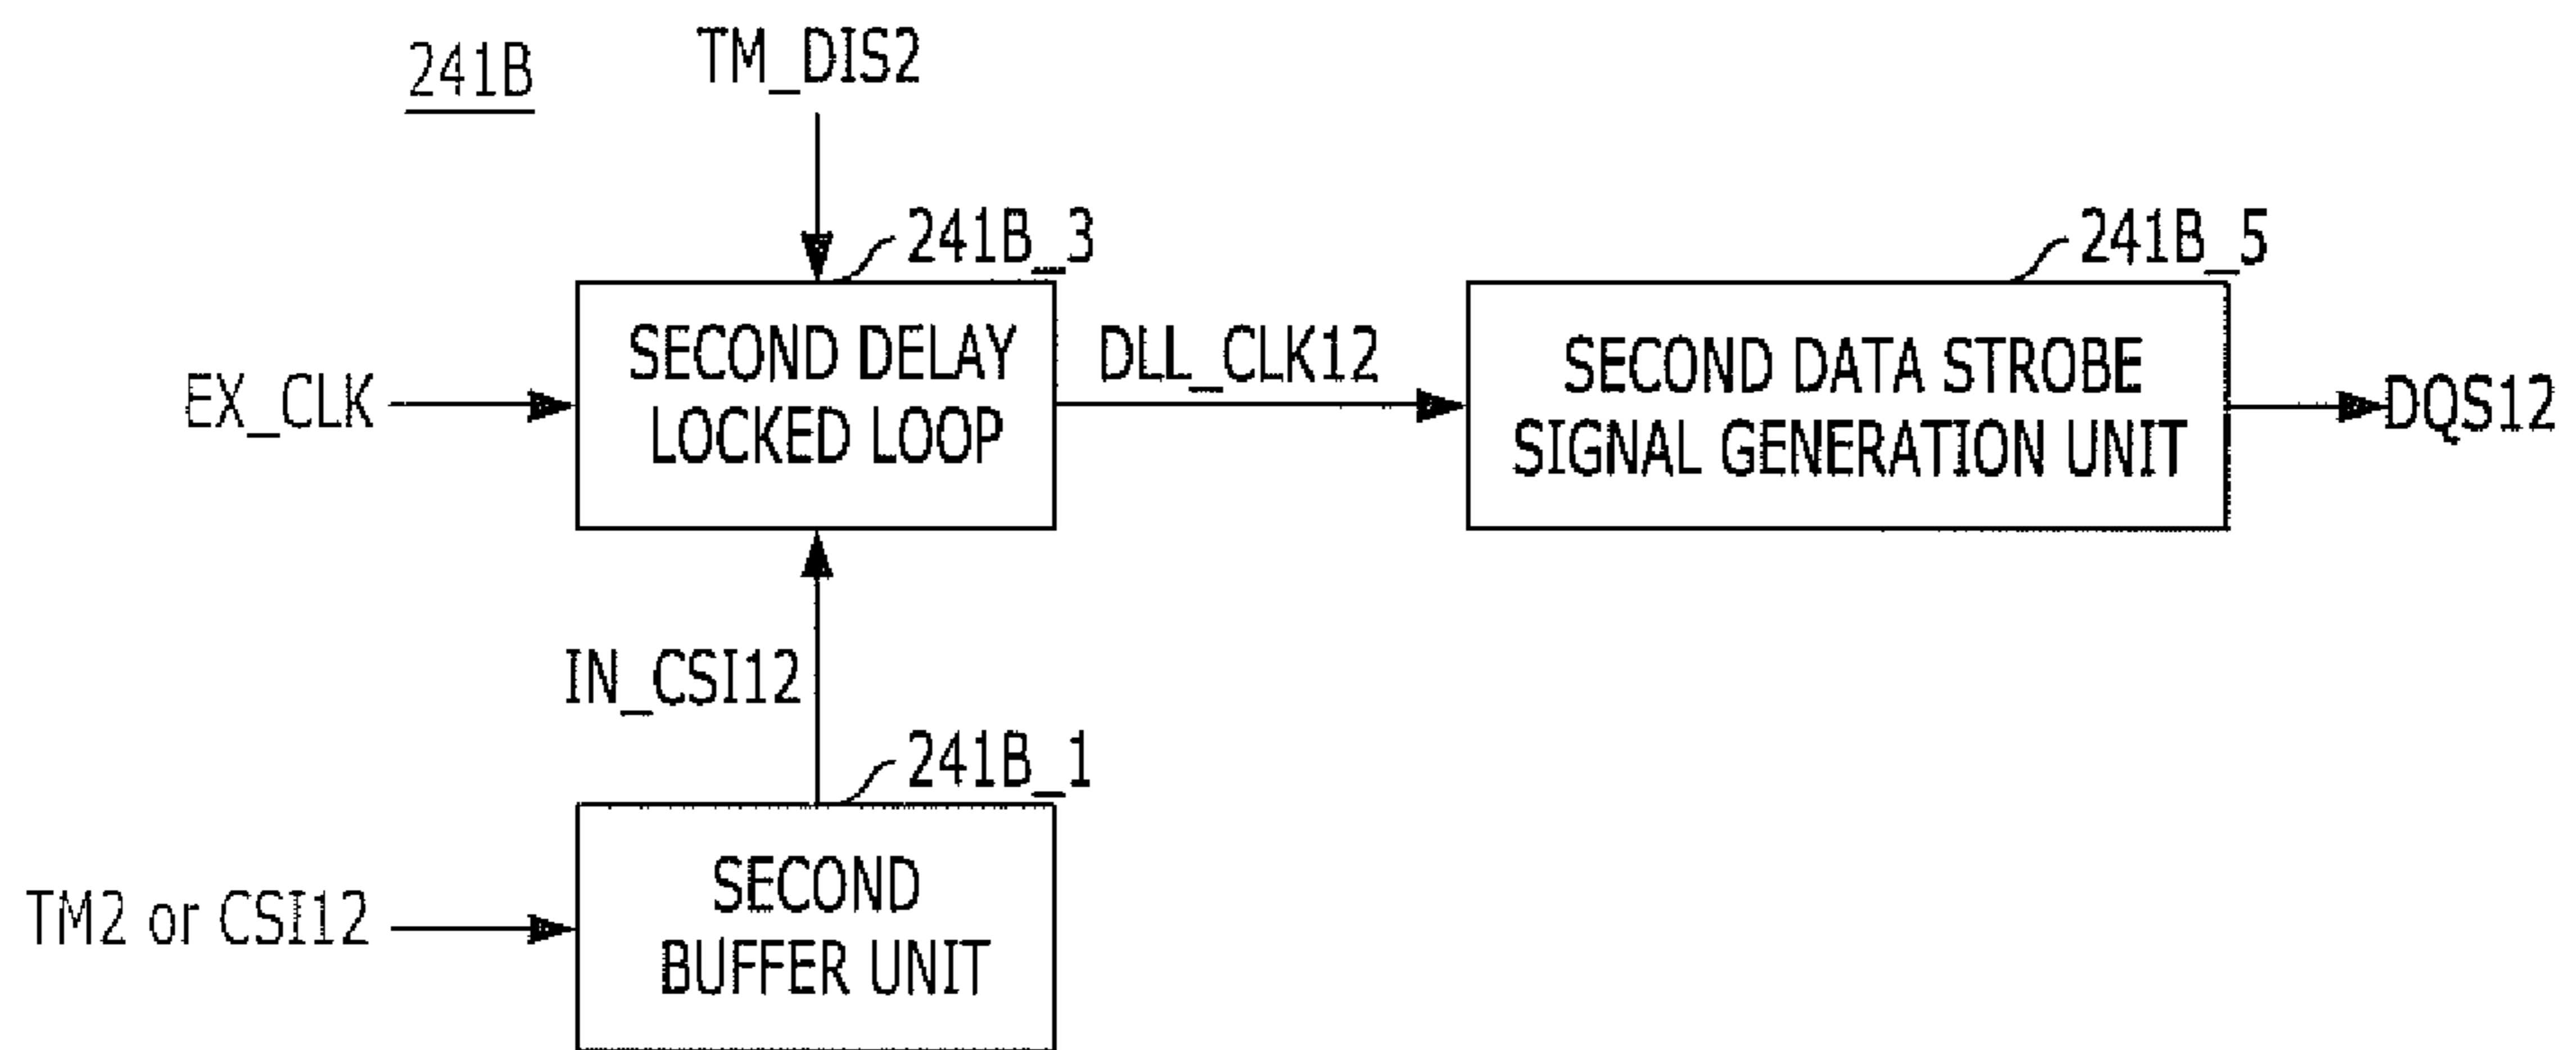 241B
TM_DIS2
241B_3
241B_5
EX_CLK
SECOND DELAY
LOCKED LOOP
DLL_CLK12
SECOND DATA STROBE
SIGNAL GENERATION UNIT
DQS12
IN_CSI12
241B_1
TM2 or CSI12
SECOND
BUFFER UNIT